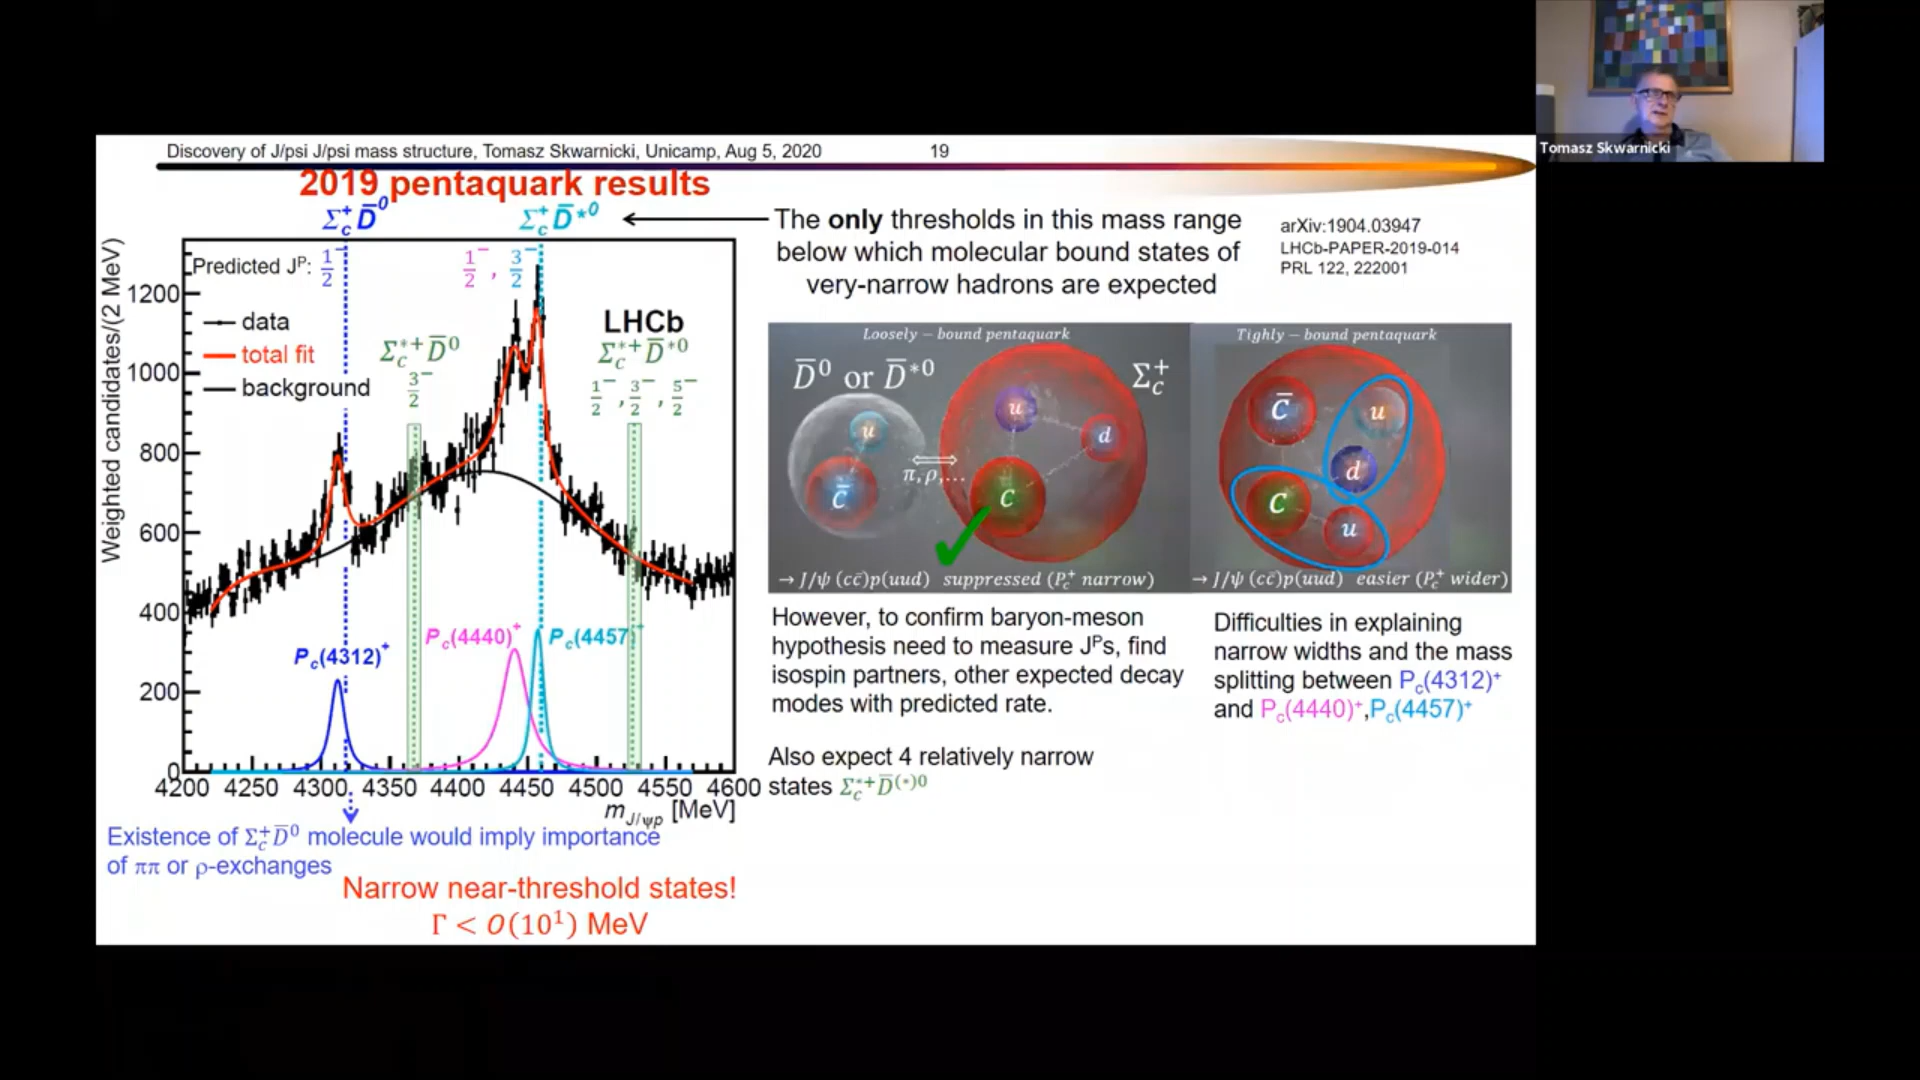 Tomasz Skwarnicki
Discovery of J/psi J/psi mass structure, Tomasz Skwarnicki, Unicamp, Aug 5, 2020 19
2019 pentaquark results
Σc+ D̅0 Σc+ D̅*0
The only thresholds in this mass range
below which molecular bound states of
very-narrow hadrons are expected
arXiv:1904.03947
LHCb-PAPER-2019-014
PRL 122, 222001
Predicted JP: 1/2- 1/2-, 3/2-
data
total fit
background
LHCb
Σc*+ D̅0
3/2-
Σc*+ D̅*0
1/2-, 3/2-, 5/2-
Weighted candidates/(2 MeV)
1200
1000
800
600
400
200
0
Pc(4312)+
Pc(4440)+
Pc(4457)+
4200 4250 4300 4350 4400 4450 4500 4550 4600
mJ/ψp [MeV]
Existence of Σc+D̅0 molecule would imply importance
of ππ or ρ-exchanges
Narrow near-threshold states!
Γ < O(10¹) MeV
Loosely – bound pentaquark
D̅0 or D̅*0
Σc+
u
c̅
π,ρ,...
u
d
c
→ J/ψ (cc̅)p(uud) suppressed (Pc+ narrow)
Tighly – bound pentaquark
c̅
u
d
c
u
→ J/ψ (cc̅)p(uud) easier (Pc+ wider)
However, to confirm baryon-meson
hypothesis need to measure JPs, find
isospin partners, other expected decay
modes with predicted rate.
Also expect 4 relatively narrow
states Σc*+D̅(*)0
Difficulties in explaining
narrow widths and the mass
splitting between Pc(4312)+
and Pc(4440)+,Pc(4457)+